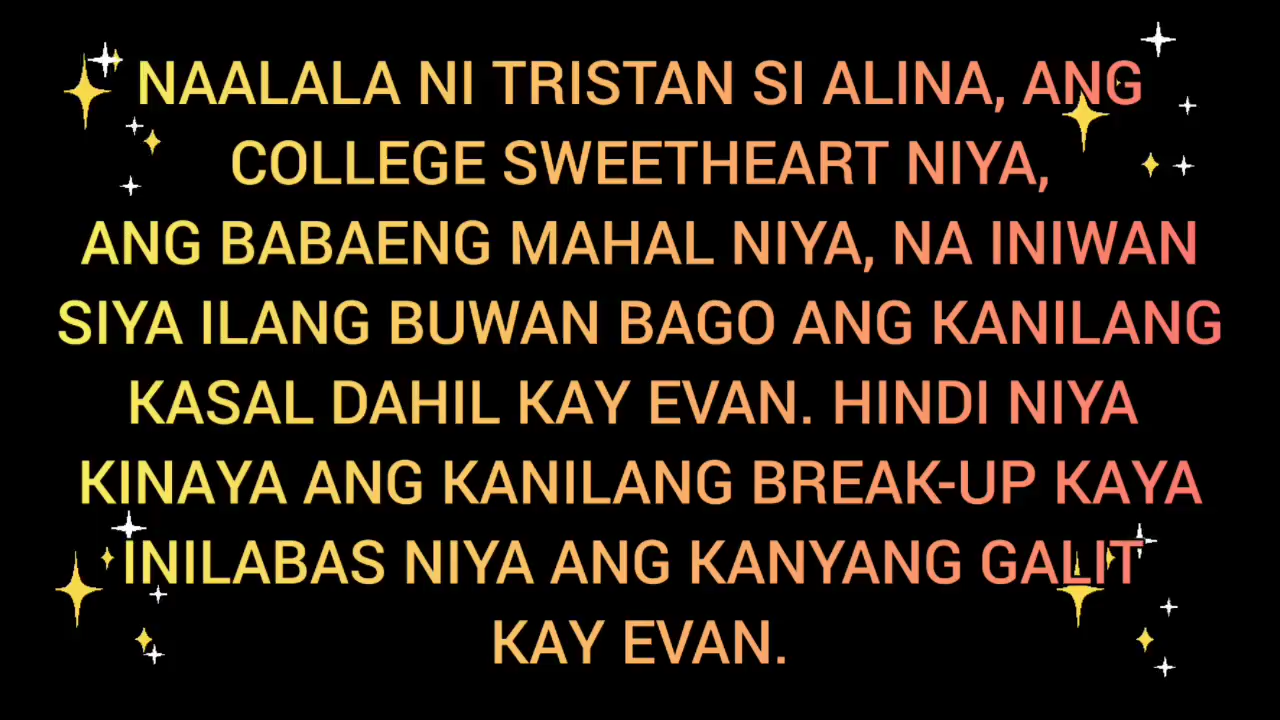 NAALALA NI TRISTAN SI ALINA, ANG
COLLEGE SWEETHEART NIYA,
ANG BABAENG MAHAL NIYA, NA INIWAN
SIYA ILANG BUWAN BAGO ANG KANILANG
KASAL DAHIL KAY EVAN. HINDI NIYA
KINAYA ANG KANILANG BREAK-UP KAYA
INILABAS NIYA ANG KANYANG GALIT
KAY EVAN.